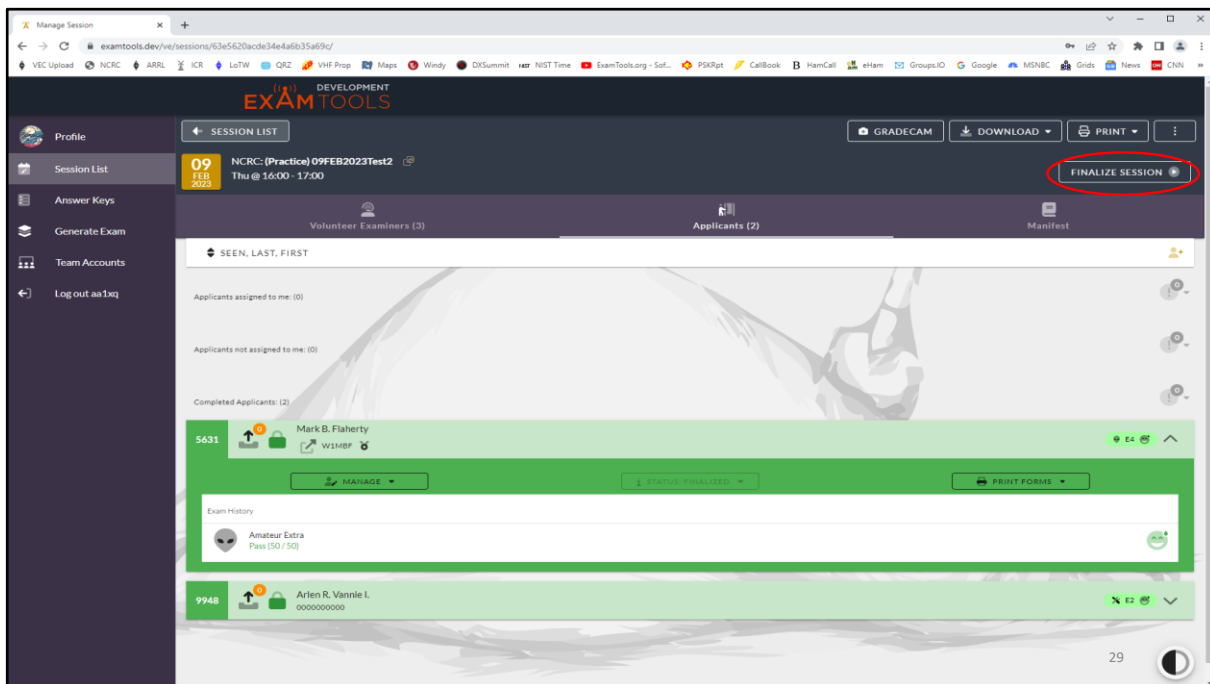 Manage Session
examtools.dev/ve/sessions/63e5620acde34e4a6b35a69c/
VEC Upload NCRC ARRL ICR LoTW QRZ VHF Prop Maps Windy DXSummit NIST Time ExamTools.org - Sof... PSKRpt CallBook HamCall eHam Groups.IO Google MSNBC Grids News CNN »
DEVELOPMENT
EXAMTOOLS
Profile
Session List
Answer Keys
Generate Exam
Team Accounts
Log out aa1xq
SESSION LIST
GRADECAM
DOWNLOAD
PRINT
09
FEB
2023
NCRC: (Practice) 09FEB2023Test2
Thu @ 16:00 - 17:00
FINALIZE SESSION
Volunteer Examiners (3)
Applicants (2)
Manifest
SEEN, LAST, FIRST
Applicants assigned to me: (0)
0
Applicants not assigned to me: (0)
0
Completed Applicants: (2)
0
5631
0
Mark B. Flaherty
W1MBF
E4
MANAGE
STATUS: FINALIZED
PRINT FORMS
Exam History
Amateur Extra
Pass (50 / 50)
9948
0
Arlen R. Vannie I.
0000000000
E2
29